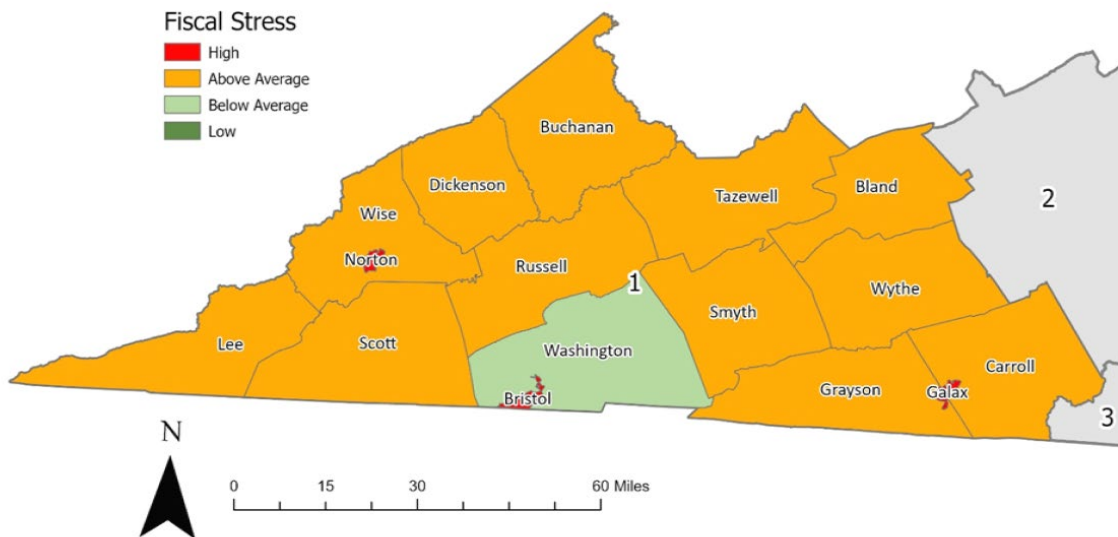 Fiscal Stress
High
Above Average
Below Average
Low
Buchanan
Dickenson
Tazewell
Bland
2
Wise
Norton
Russell
1
Wythe
Smyth
Lee
Scott
Washington
Carroll
Grayson
Galax
Bristol
3
N
0 15 30 60 Miles